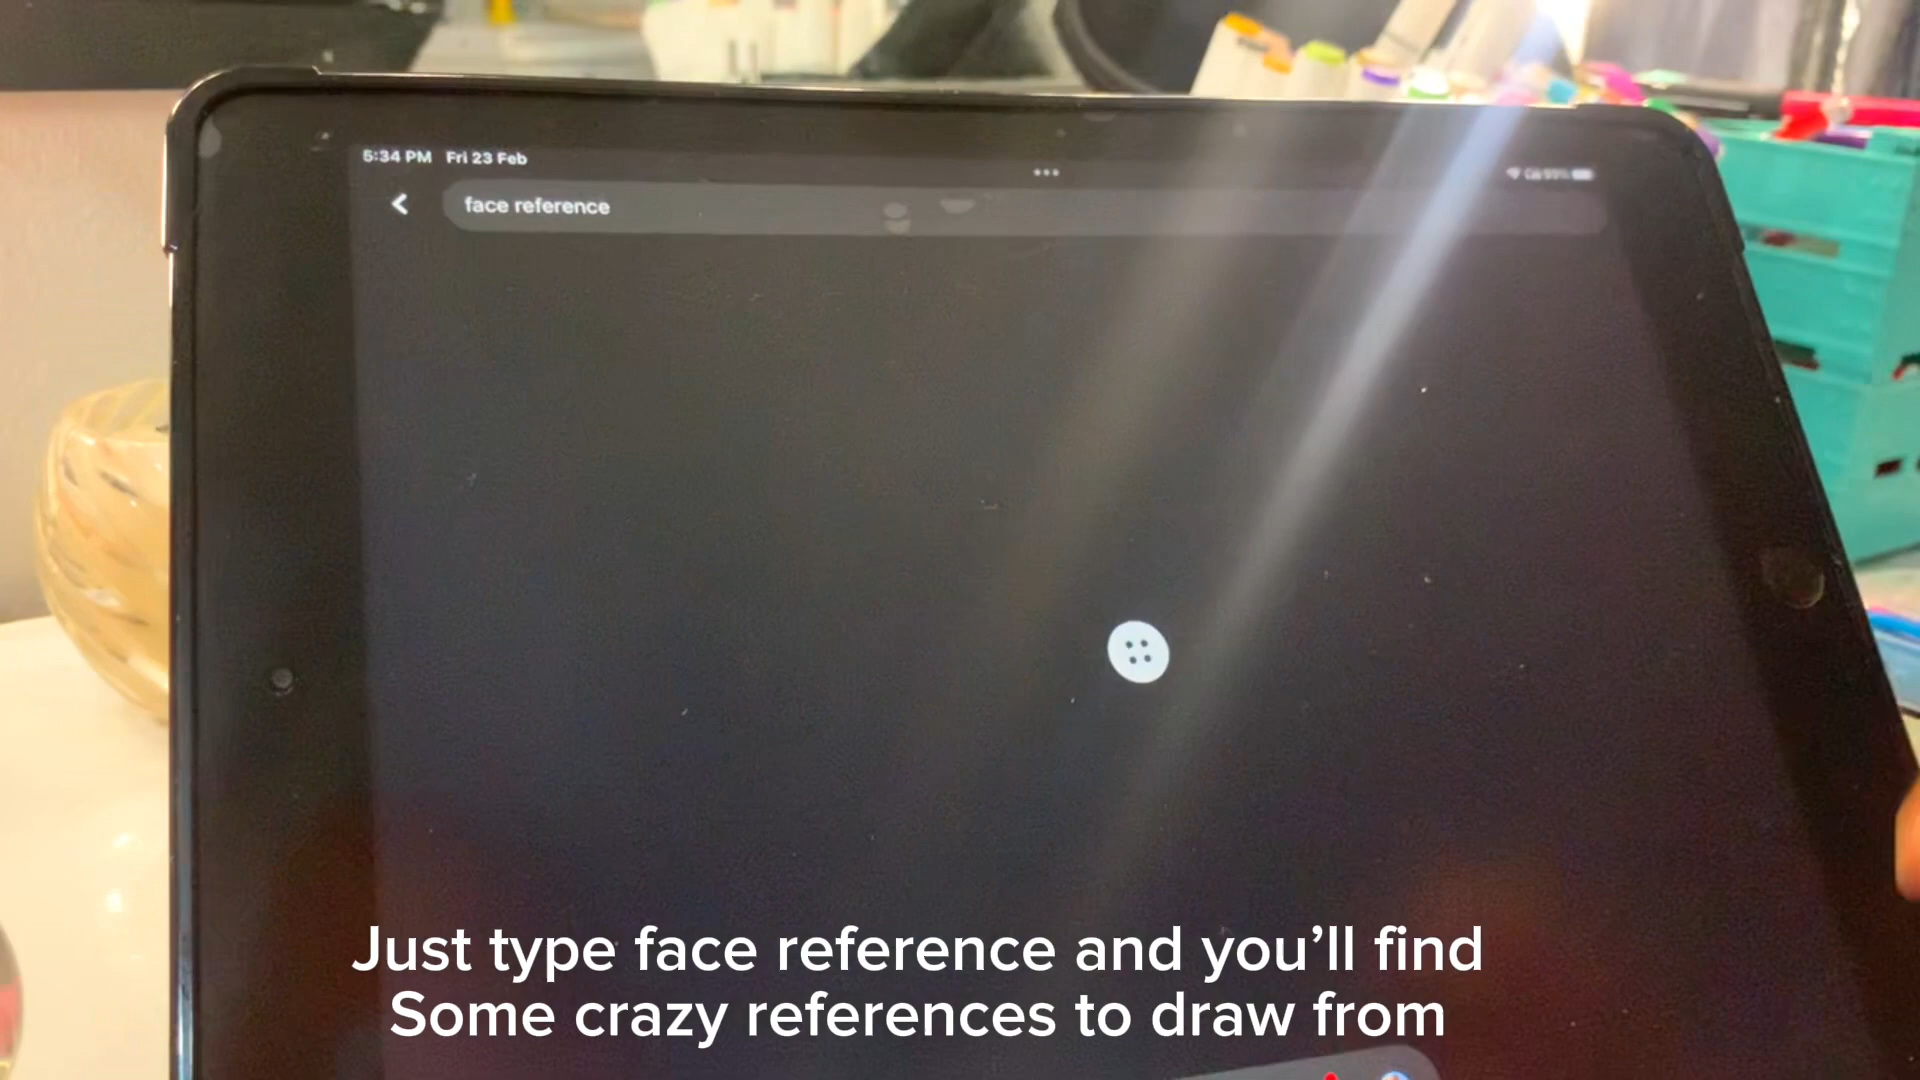 5:34 PM Fri 23 Feb
face reference
Just type face reference and you’ll find
Some crazy references to draw from